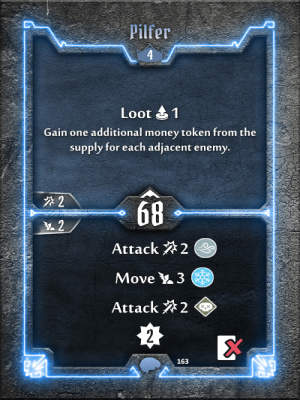 Pilfer
4
Loot 1
Gain one additional money token from the
supply for each adjacent enemy.
2
68
2
Attack 2
Move 3
Attack 2
2
163